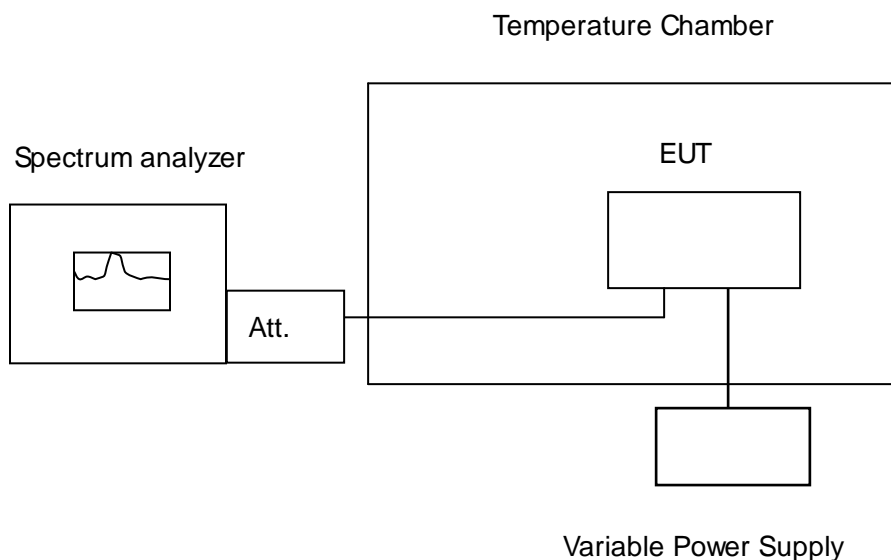 Temperature Chamber
Spectrum analyzer
EUT
Att.
Variable Power Supply